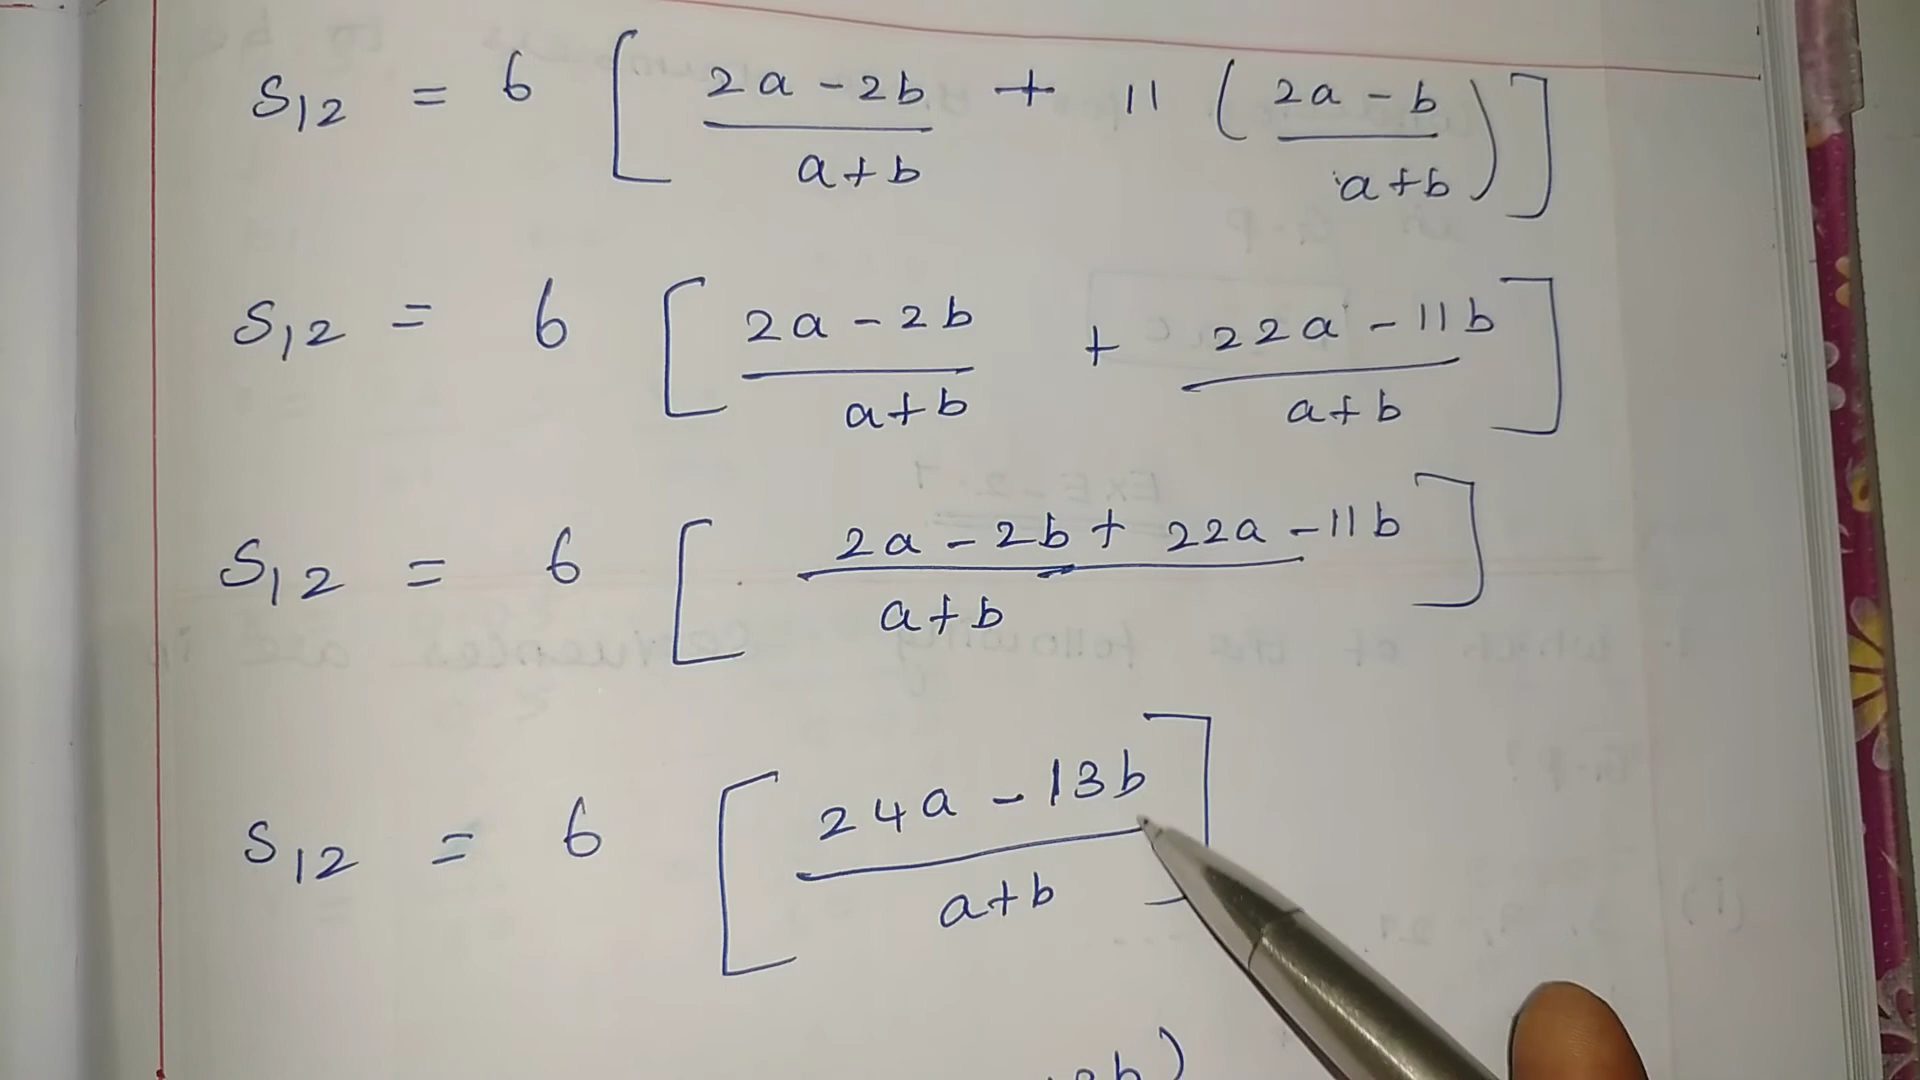 S12 = 6 [ 2a - 2b / a+b + 11 ( 2a - b / a+b ) ]
S12 = 6 [ 2a - 2b / a+b + 22a - 11b / a+b ]
S12 = 6 [ 2a - 2b + 22a - 11b / a+b ]
S12 = 6 [ 24a - 13b / a+b ]